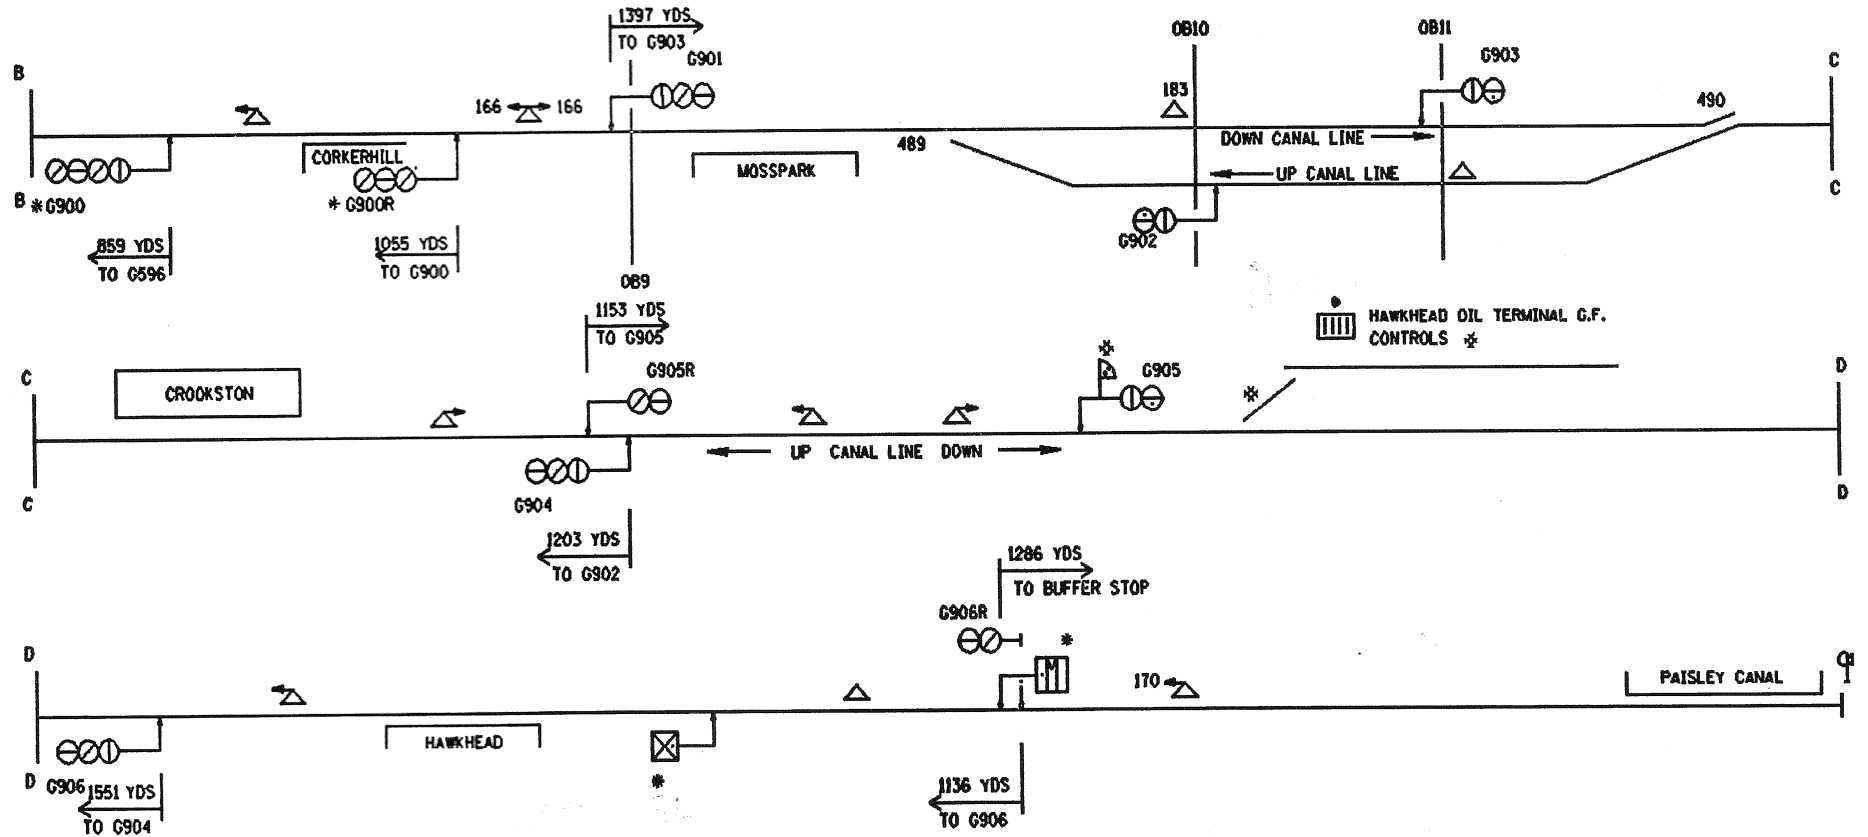 1397 YDS
TO G903
G901
OB10
OB11
G903
B
C
166
166
183
490
DOWN CANAL LINE
489
CORKERHILL
MOSSPARK
UP CANAL LINE
B
*G900
* G900R
C
G902
859 YDS
TO G596
1055 YDS
TO G900
OB9
1153 YDS
TO G905
HAWKHEAD OIL TERMINAL G.F.
CONTROLS
C
CROOKSTON
G905R
G905
D
UP CANAL LINE DOWN
C
G904
D
1203 YDS
TO G902
1286 YDS
TO BUFFER STOP
G906R
*
D
170
PAISLEY CANAL
HAWKHEAD
D
G906
*
1551 YDS
TO G904
1136 YDS
TO G906